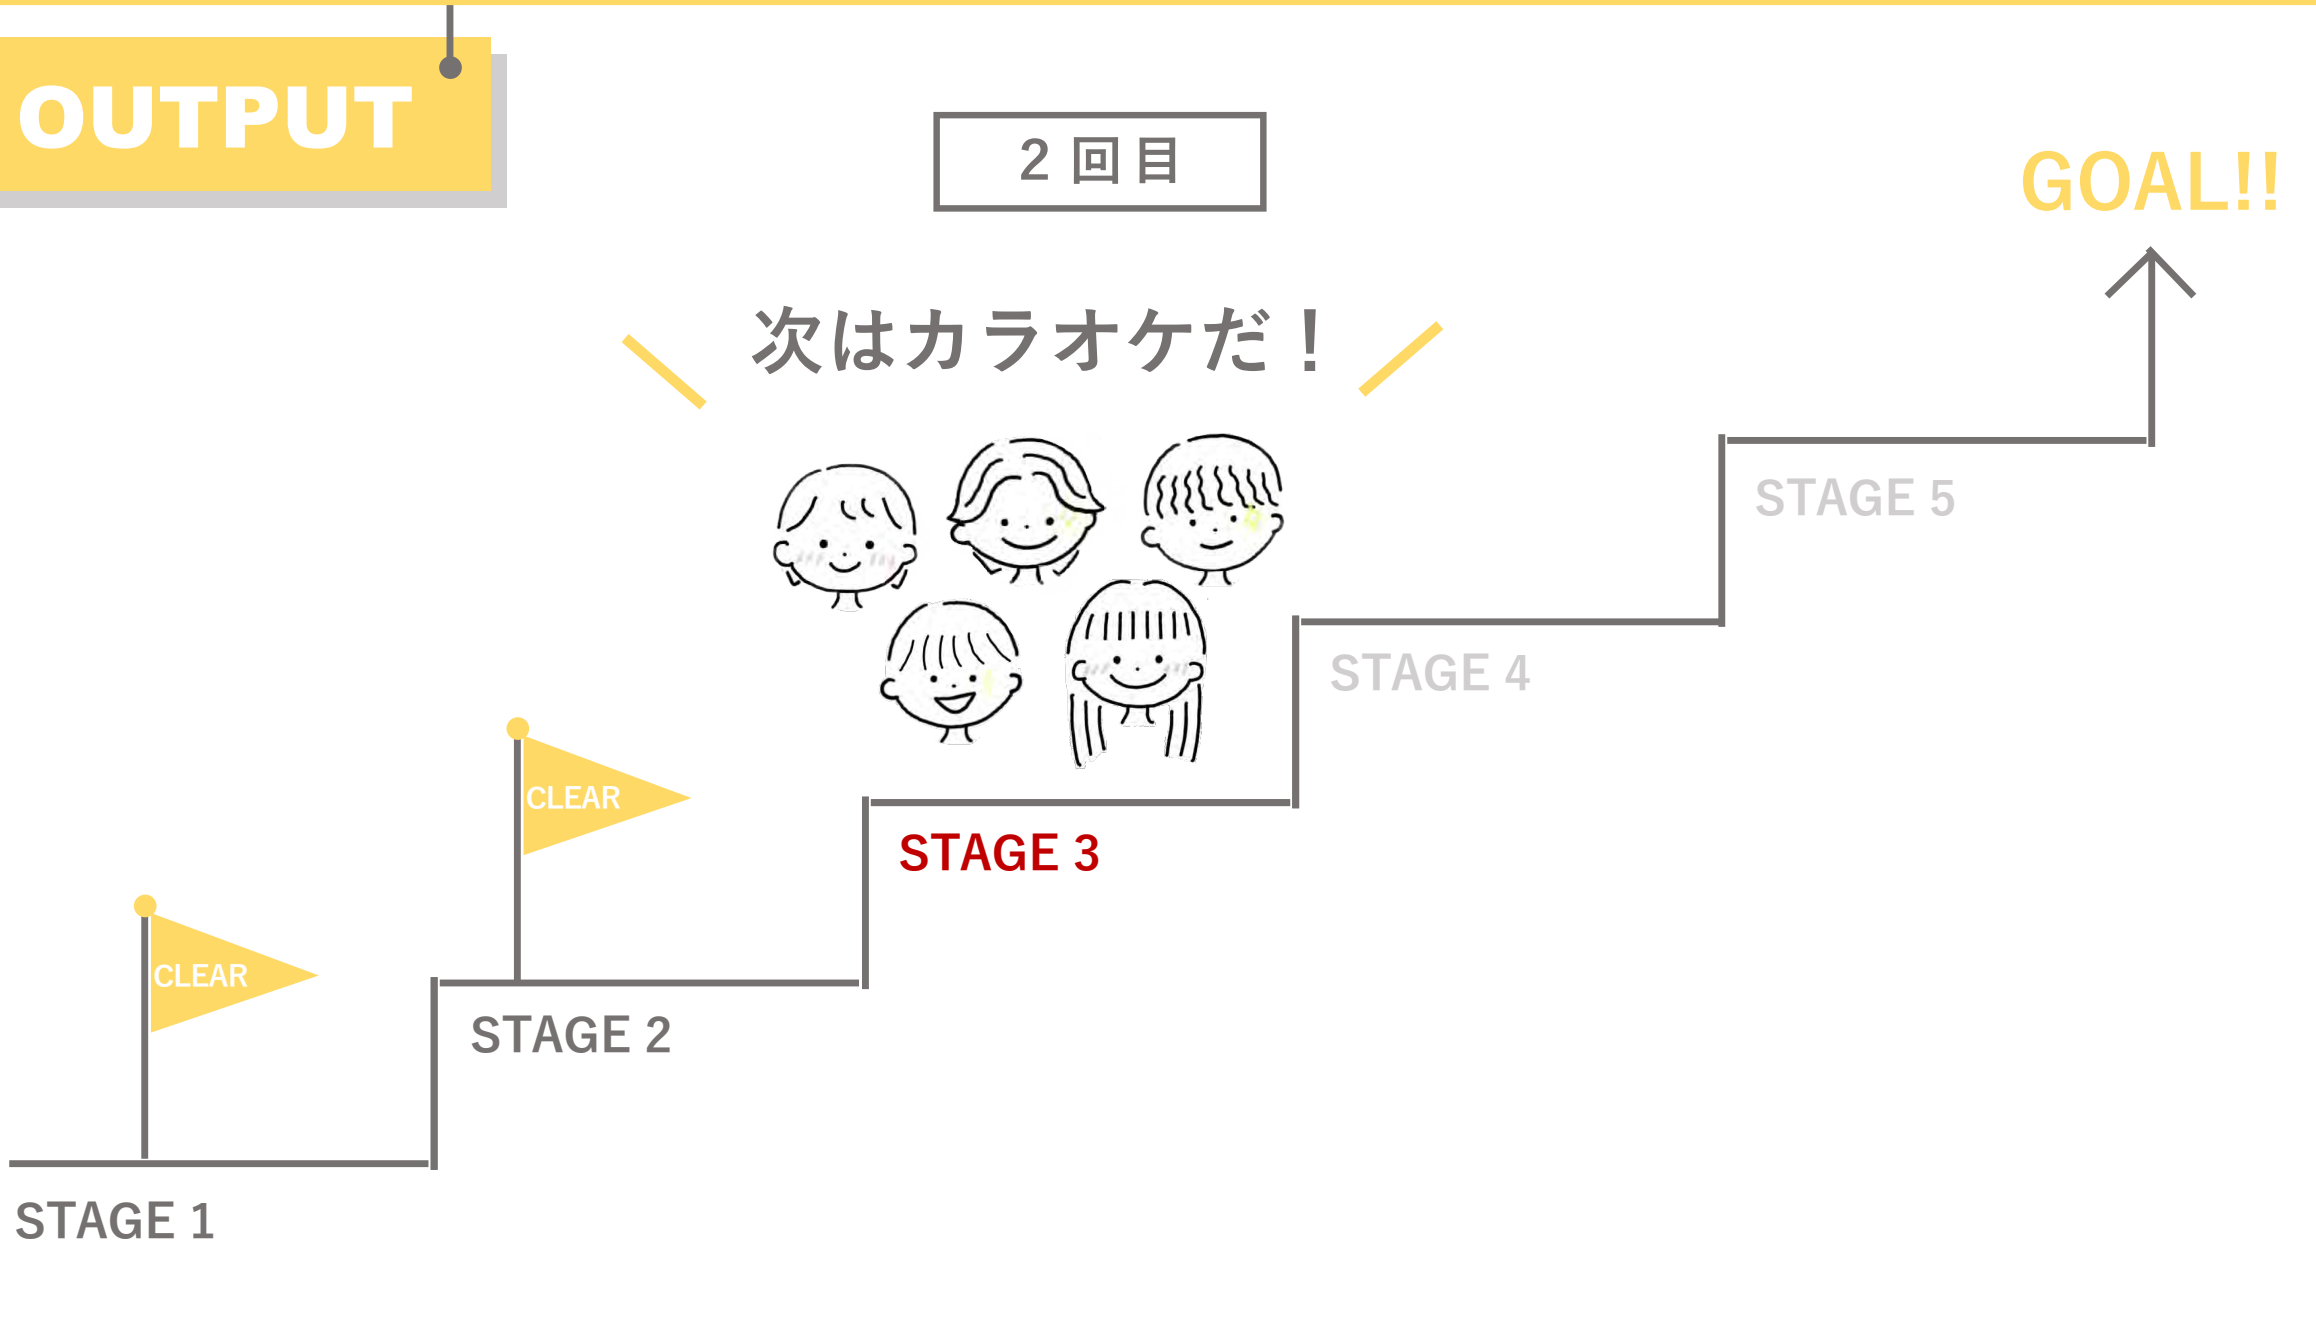 OUTPUT
2回目
GOAL!!
次はカラオケだ！
STAGE 5
STAGE 4
CLEAR
STAGE 3
CLEAR
STAGE 2
STAGE 1